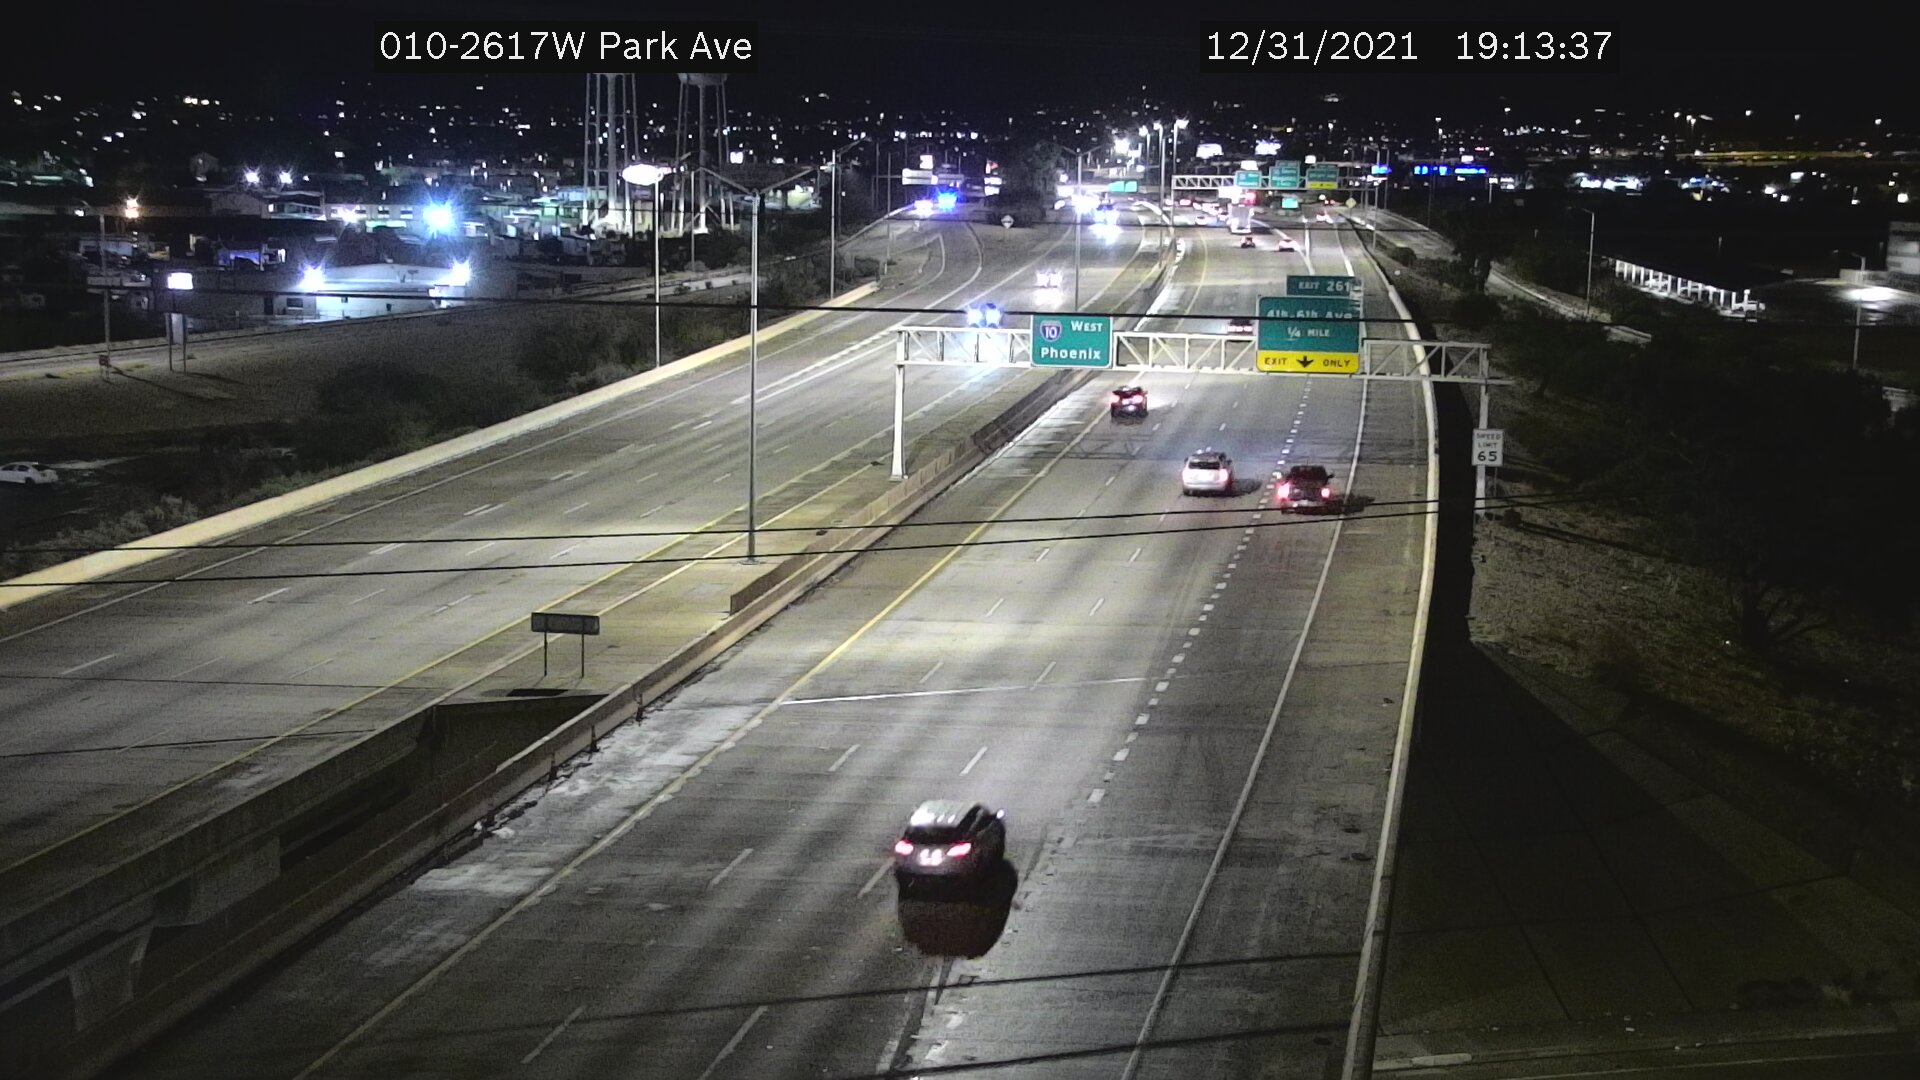 010-2617W Park Ave
12/31/2021 19:13:37
EXIT 261
4th-6th Ave
¼ MILE
EXIT ONLY
10 WEST
Phoenix
SPEED
LIMIT
65